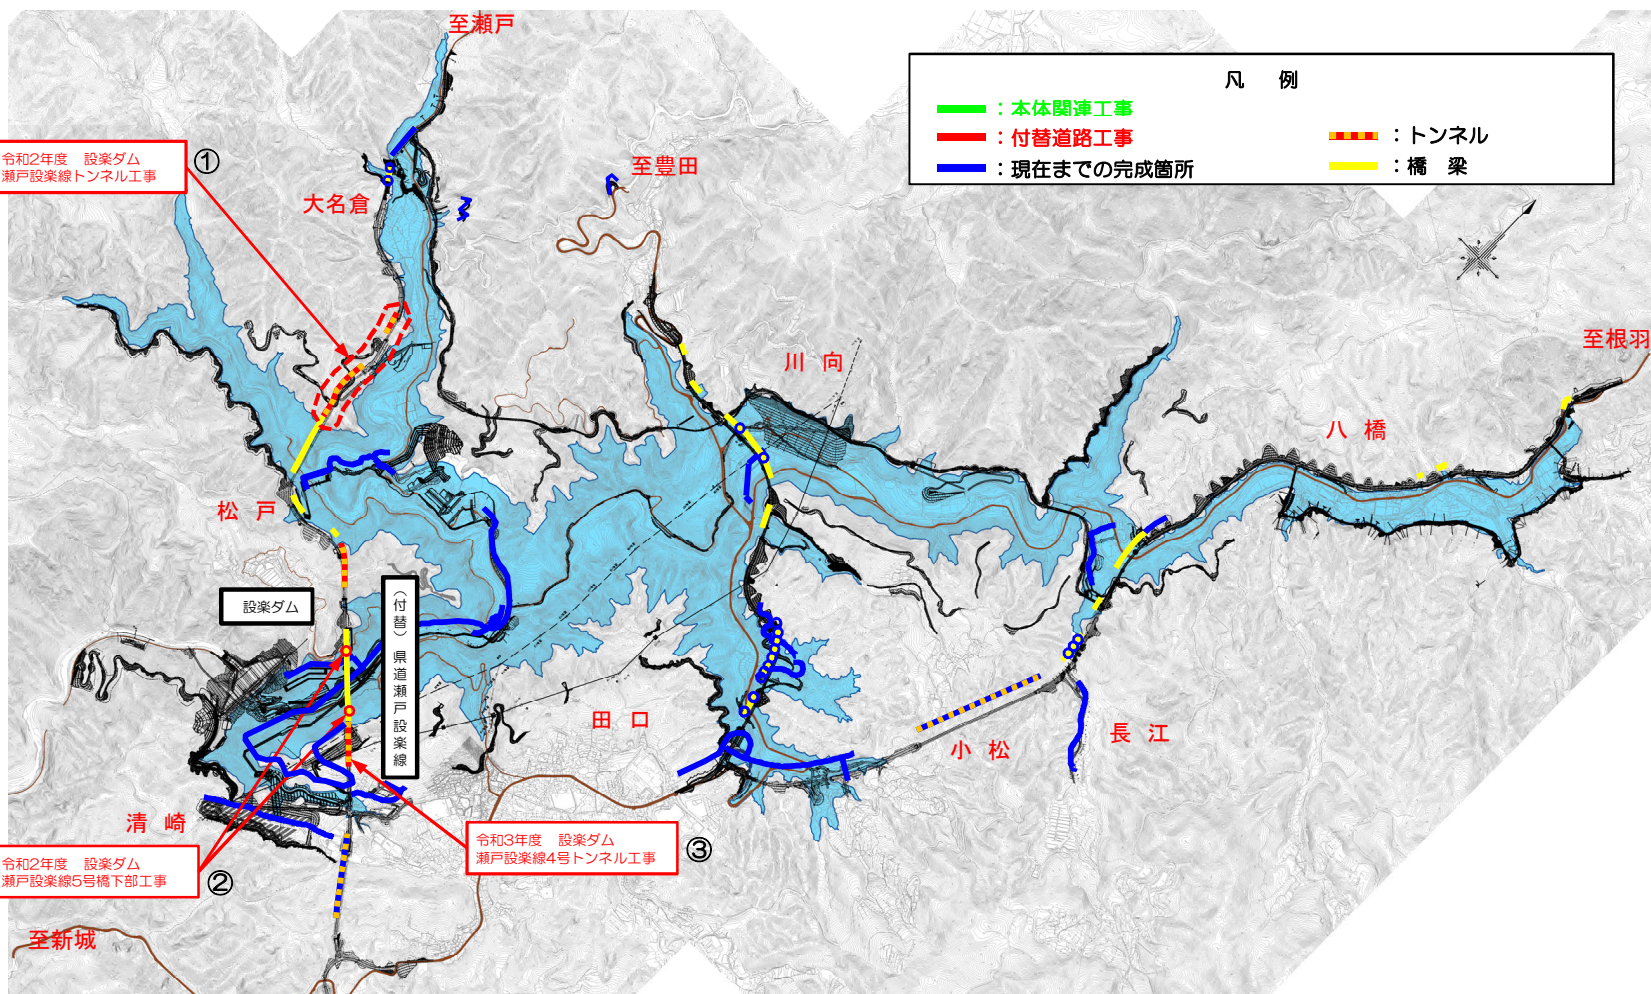 至瀬戸
凡 例
：本体関連工事
：付替道路工事
：トンネル
：現在までの完成箇所
：橋 梁
令和2年度 設楽ダム
瀬戸設楽線トンネル工事
①
至豊田
大名倉
至根羽
川 向
八 橋
松 戸
設楽ダム
（付替）県道瀬戸設楽線
田 口
小 松
長 江
清 崎
令和3年度 設楽ダム
瀬戸設楽線4号トンネル工事
③
令和2年度 設楽ダム
瀬戸設楽線5号橋下部工事
②
至新城